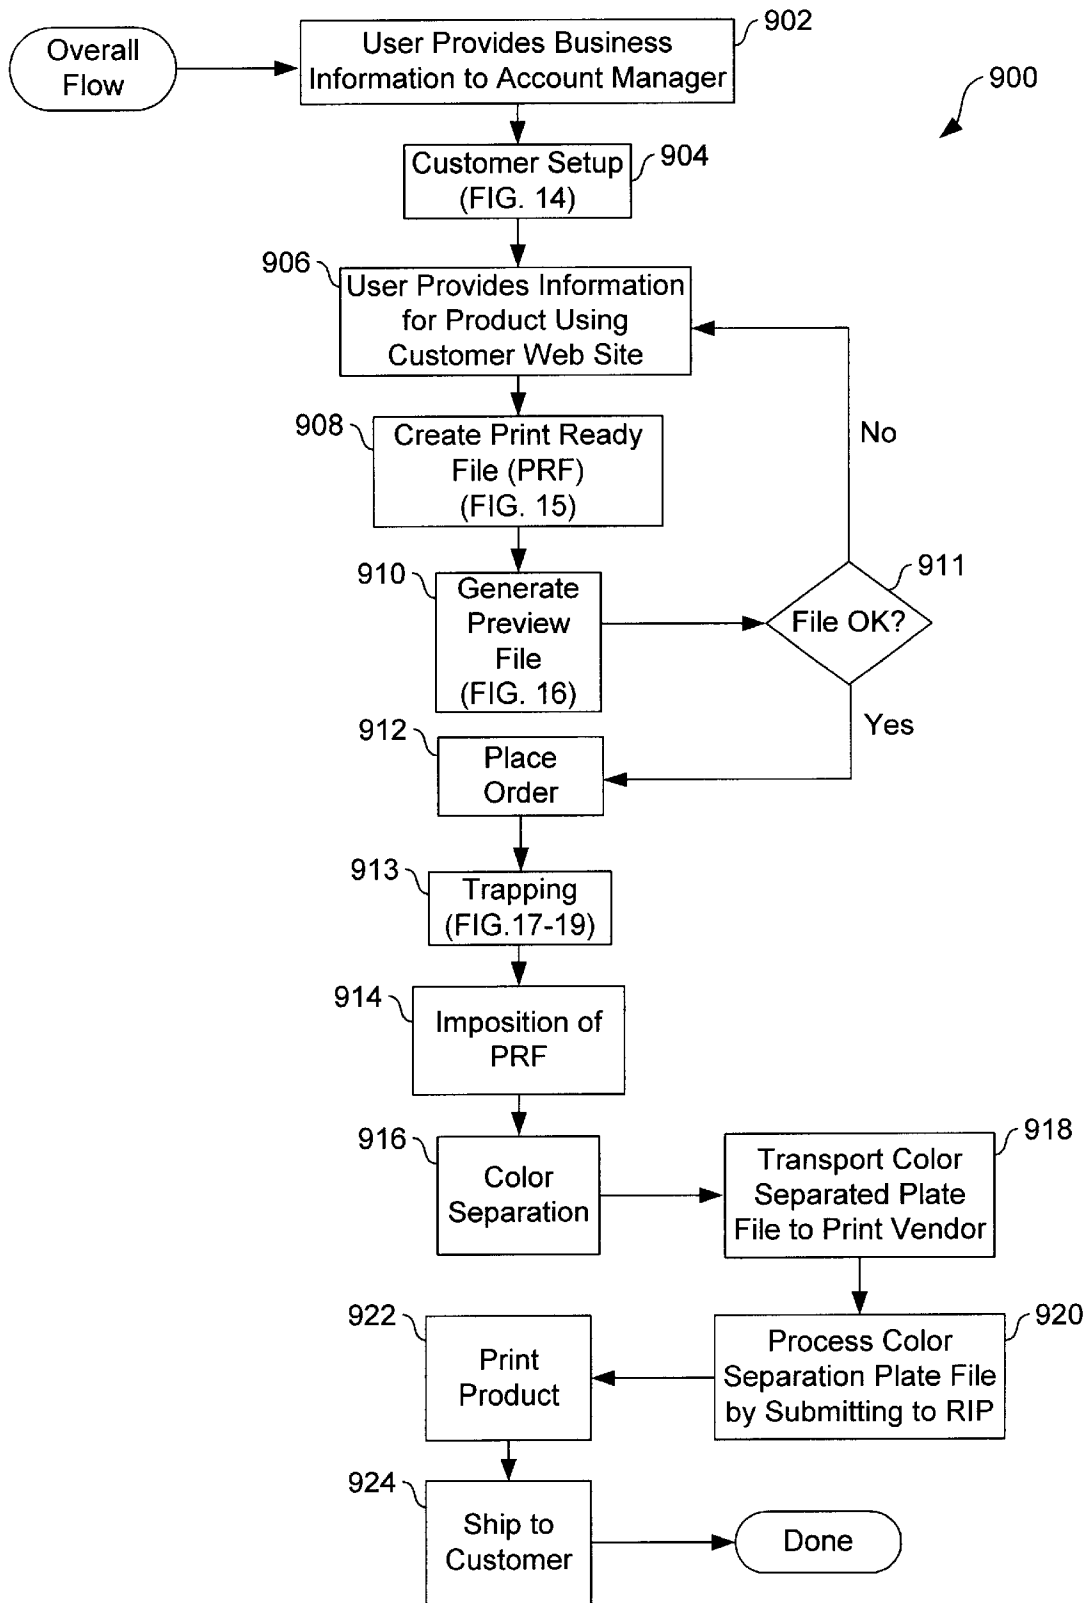 Overall
Flow
902
User Provides Business
Information to Account Manager
900
904
Customer Setup
(FIG. 14)
906
User Provides Information
for Product Using
Customer Web Site
908
Create Print Ready
File (PRF)
(FIG. 15)
No
910
Generate
Preview
File
(FIG. 16)
911
File OK?
Yes
912
Place
Order
913
Trapping
(FIG.17-19)
914
Imposition of
PRF
916
Color
Separation
918
Transport Color
Separated Plate
File to Print Vendor
920
Process Color
Separation Plate File
by Submitting to RIP
922
Print
Product
924
Ship to
Customer
Done